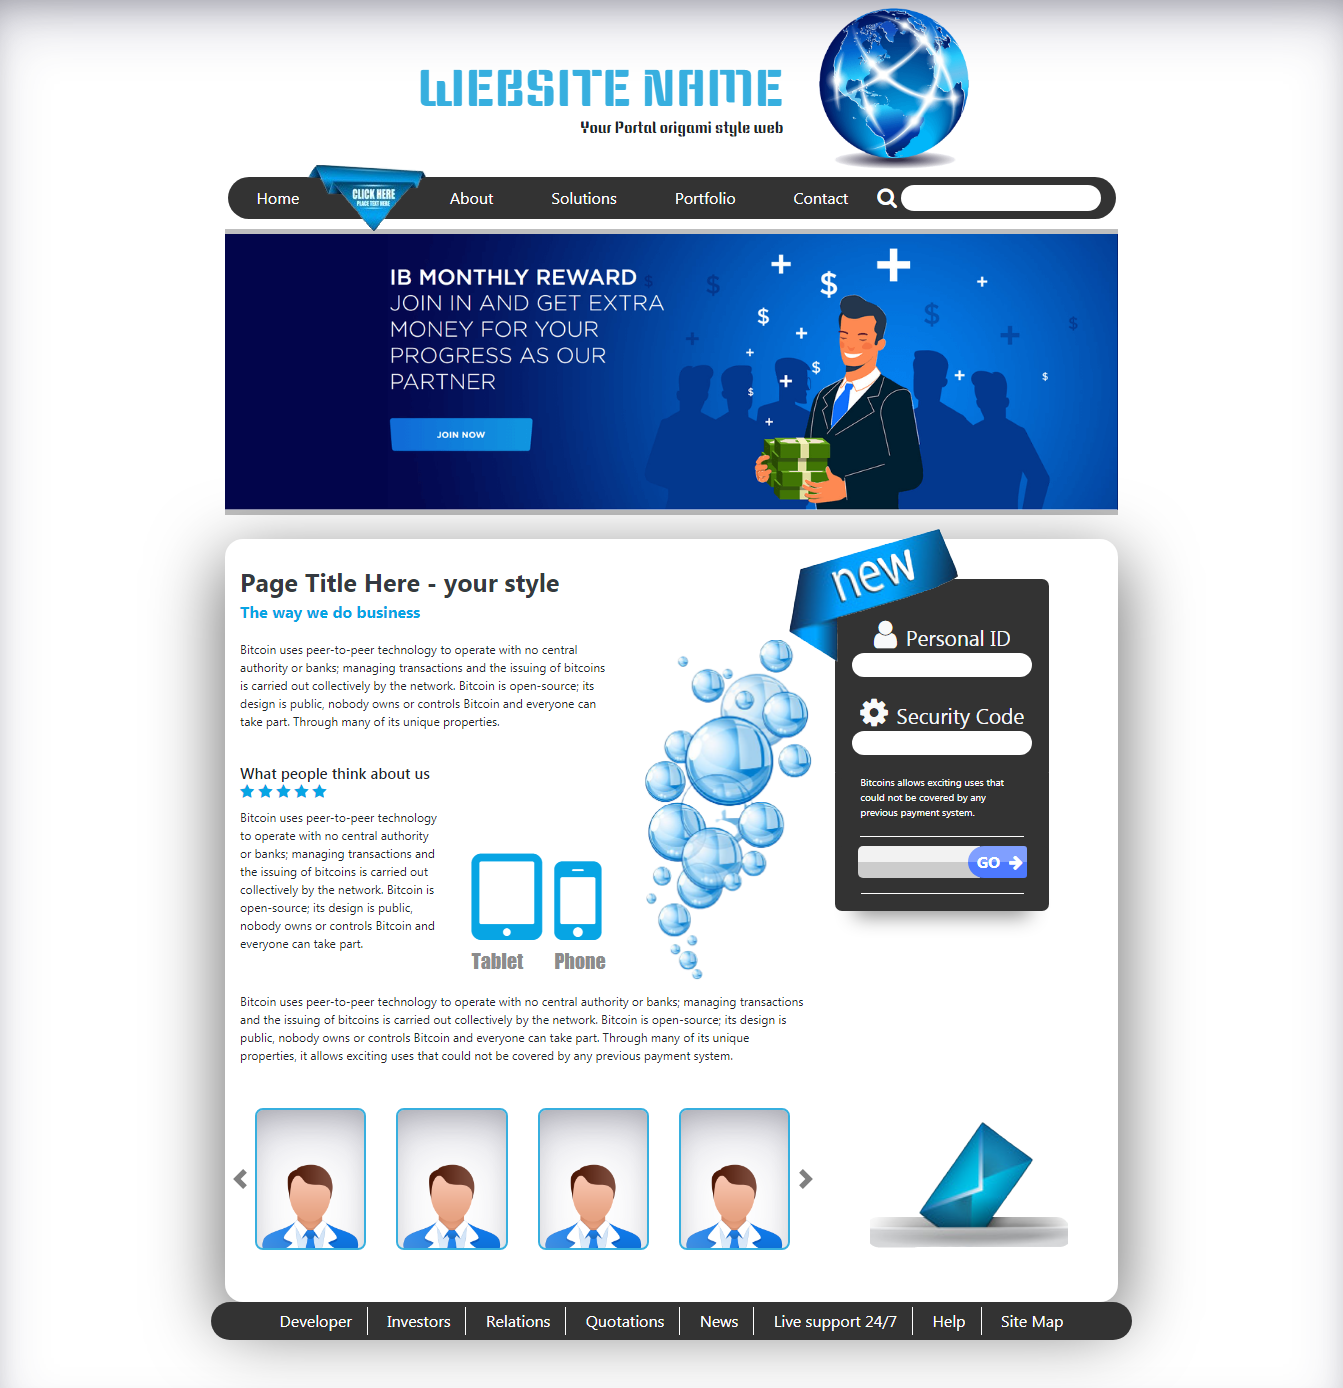 WEBSITE NAME
Your Portal origami style web
Home
CLICK HERE
PLACE TEXT HERE
About
Solutions
Portfolio
Contact
IB MONTHLY REWARD
JOIN IN AND GET EXTRA
MONEY FOR YOUR
PROGRESS AS OUR
PARTNER
JOIN NOW
Page Title Here - your style
The way we do business
Bitcoin uses peer-to-peer technology to operate with no central
authority or banks; managing transactions and the issuing of bitcoins
is carried out collectively by the network. Bitcoin is open-source; its
design is public, nobody owns or controls Bitcoin and everyone can
take part. Through many of its unique properties.
What people think about us
Bitcoin uses peer-to-peer technology
to operate with no central authority
or banks; managing transactions and
the issuing of bitcoins is carried out
collectively by the network. Bitcoin is
open-source; its design is public,
nobody owns or controls Bitcoin and
everyone can take part.
Tablet
Phone
new
Personal ID
Security Code
Bitcoins allows exciting uses that
could not be covered by any
previous payment system.
GO
Bitcoin uses peer-to-peer technology to operate with no central authority or banks; managing transactions
and the issuing of bitcoins is carried out collectively by the network. Bitcoin is open-source; its design is
public, nobody owns or controls Bitcoin and everyone can take part. Through many of its unique
properties, it allows exciting uses that could not be covered by any previous payment system.
Developer
Investors
Relations
Quotations
News
Live support 24/7
Help
Site Map